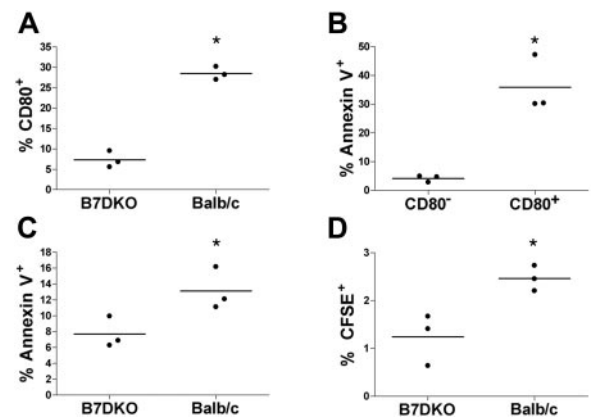 A
% CD80+
35
30
25
20
15
10
5
0
*
B7DKO Balb/c
B
% Annexin V+
50
40
30
20
10
0
*
CD80- CD80+
C
% Annexin V+
18
16
14
12
10
8
6
4
2
0
*
B7DKO Balb/c
D
% CFSE+
3
2
1
0
*
B7DKO Balb/c